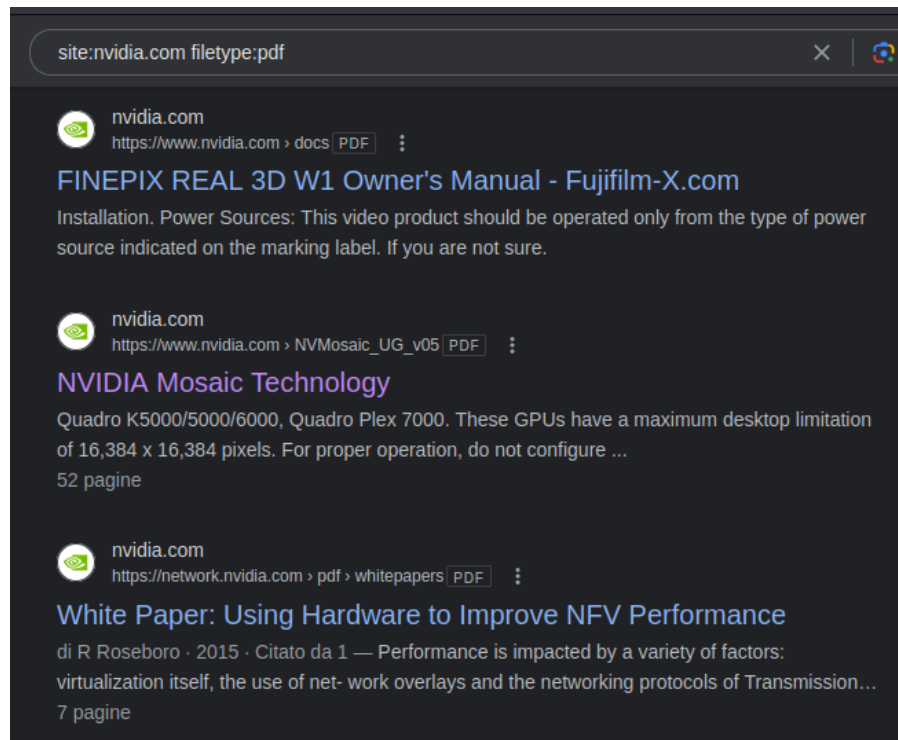 site:nvidia.com filetype:pdf
nvidia.com
https://www.nvidia.com › docs PDF
FINEPIX REAL 3D W1 Owner's Manual - Fujifilm-X.com
Installation. Power Sources: This video product should be operated only from the type of power
source indicated on the marking label. If you are not sure.
nvidia.com
https://www.nvidia.com › NVMosaic_UG_v05 PDF
NVIDIA Mosaic Technology
Quadro K5000/5000/6000, Quadro Plex 7000. These GPUs have a maximum desktop limitation
of 16,384 x 16,384 pixels. For proper operation, do not configure ...
52 pagine
nvidia.com
https://network.nvidia.com › pdf › whitepapers PDF
White Paper: Using Hardware to Improve NFV Performance
di R Roseboro · 2015 · Citato da 1 — Performance is impacted by a variety of factors:
virtualization itself, the use of net- work overlays and the networking protocols of Transmission...
7 pagine